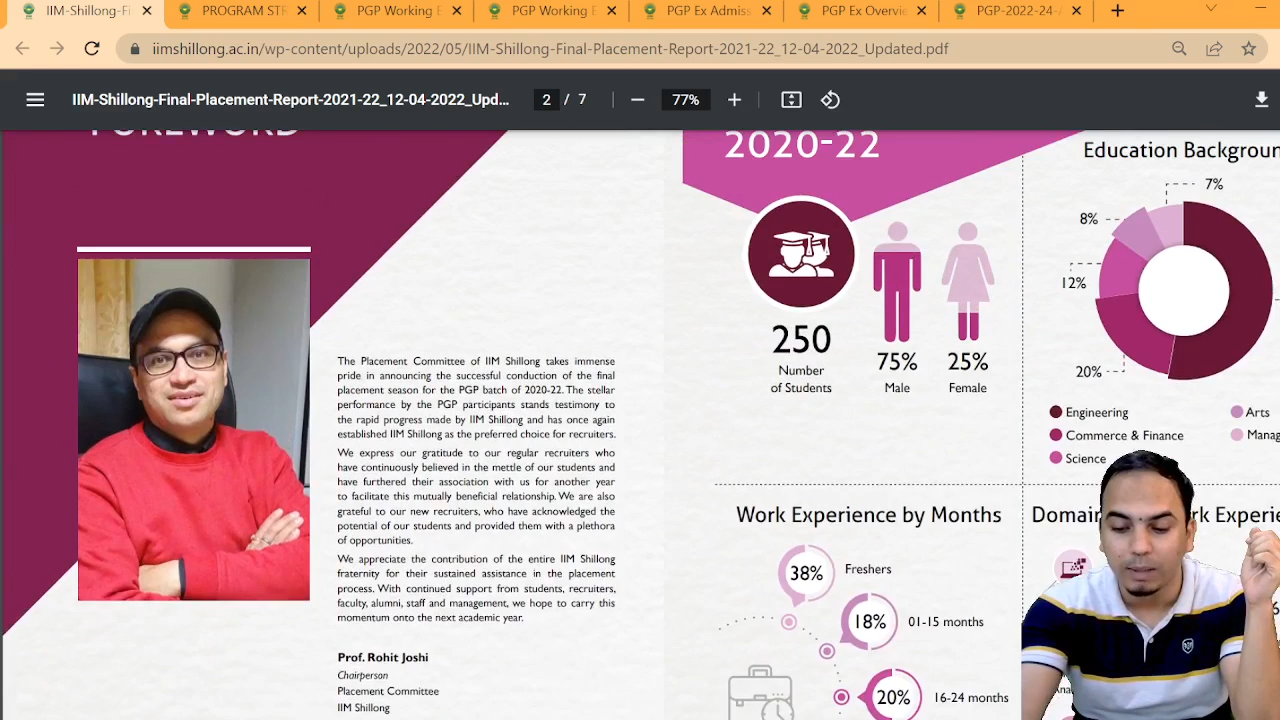 IIM-Shillong-Fi
PROGRAM STR
PGP Working E
PGP Working E
PGP Ex Admiss
PGP Ex Overvie
PGP-2022-24-
iimshillong.ac.in/wp-content/uploads/2022/05/IIM-Shillong-Final-Placement-Report-2021-22_12-04-2022_Updated.pdf
IIM-Shillong-Final-Placement-Report-2021-22_12-04-2022_Upd...
2 / 7
77%
FOREWORD
The Placement Committee of IIM Shillong takes immense
pride in announcing the successful conduction of the final
placement season for the PGP batch of 2020-22. The stellar
performance by the PGP participants stands testimony to
the rapid progress made by IIM Shillong and has once again
established IIM Shillong as the preferred choice for recruiters.
We express our gratitude to our regular recruiters who
have continuously believed in the mettle of our students and
have furthered their association with us for another year
to facilitate this mutually beneficial relationship. We are also
grateful to our new recruiters, who have acknowledged the
potential of our students and provided them with a plethora
of opportunities.
We appreciate the contribution of the entire IIM Shillong
fraternity for their sustained assistance in the placement
process. With continued support from students, recruiters,
faculty, alumni, staff and management, we hope to carry this
momentum onto the next academic year.
Prof. Rohit Joshi
Chairperson
Placement Committee
IIM Shillong
2020-22
250
Number
of Students
75%
Male
25%
Female
Education Backgroun
7%
8%
12%
20%
Engineering
Commerce & Finance
Science
Arts
Manag
Work Experience by Months
38%
Freshers
18%
01-15 months
20%
16-24 months
Domain
rk Experie